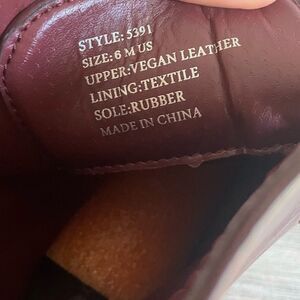 STYLE: 5391
SIZE: 6 M US
UPPER:VEGAN LEATHER
LINING:TEXTILE
SOLE:RUBBER
MADE IN CHINA